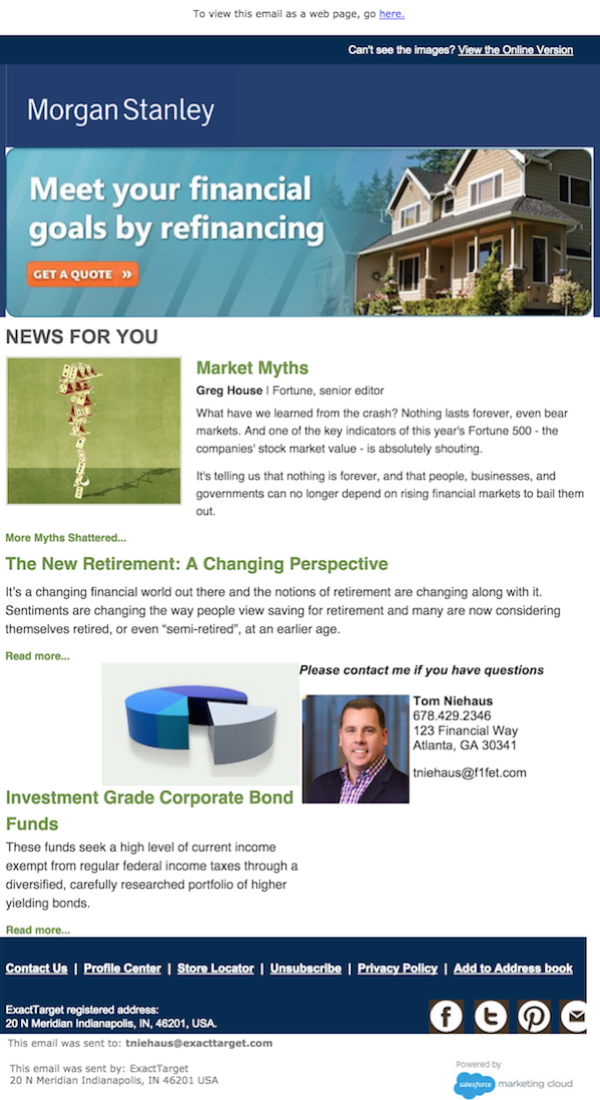 To view this email as a web page, go here.
Can't see the images? View the Online Version
Morgan Stanley
Meet your financial
goals by refinancing
GET A QUOTE »
NEWS FOR YOU
Market Myths
Greg House | Fortune, senior editor
What have we learned from the crash? Nothing lasts forever, even bear
markets. And one of the key indicators of this year's Fortune 500 - the
companies' stock market value - is absolutely shouting.
It's telling us that nothing is forever, and that people, businesses, and
governments can no longer depend on rising financial markets to bail them
out.
More Myths Shattered...
The New Retirement: A Changing Perspective
It's a changing financial world out there and the notions of retirement are changing along with it.
Sentiments are changing the way people view saving for retirement and many are now considering
themselves retired, or even “semi-retired”, at an earlier age.
Read more...
Please contact me if you have questions
Tom Niehaus
678.429.2346
123 Financial Way
Atlanta, GA 30341
tniehaus@f1fet.com
Investment Grade Corporate Bond
Funds
These funds seek a high level of current income
exempt from regular federal income taxes through a
diversified, carefully researched portfolio of higher
yielding bonds.
Read more...
Contact Us | Profile Center | Store Locator | Unsubscribe | Privacy Policy | Add to Address book
ExactTarget registered address:
20 N Meridian Indianapolis, IN, 46201, USA.
This email was sent to: tniehaus@exacttarget.com
This email was sent by: ExactTarget
20 N Meridian Indianapolis, IN 46201 USA
Powered by
salesforce marketing cloud